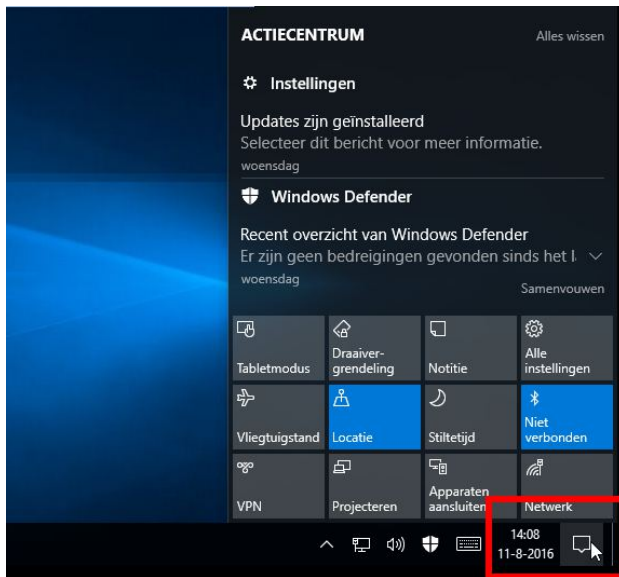 ACTIECENTRUM
Alles wissen
Instellingen
Updates zijn geïnstalleerd
Selecteer dit bericht voor meer informatie.
woensdag
Windows Defender
Recent overzicht van Windows Defender
Er zijn geen bedreigingen gevonden sinds het
woensdag
Samenvouwen
Tabletmodus
Draaiver-
grendeling
Notitie
Alle
instellingen
Vliegtuigstand
Locatie
Stiltetijd
Niet
verbonden
VPN
Projecteren
Apparaten
aansluiten
Netwerk
14:08
11-8-2016